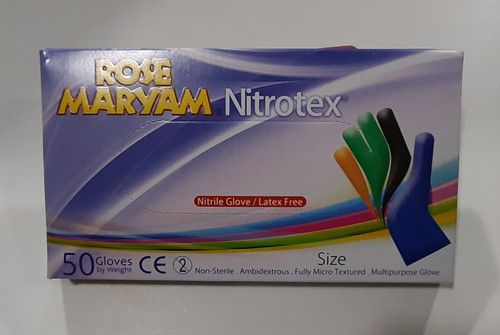 ROSE
MARYAM® Nitrotex
Nitrile Glove / Latex Free
Size
50 Gloves
by Weight
CE 2 Non-Sterile . Ambidextrous . Fully Micro Textured . Multipurpose Glove